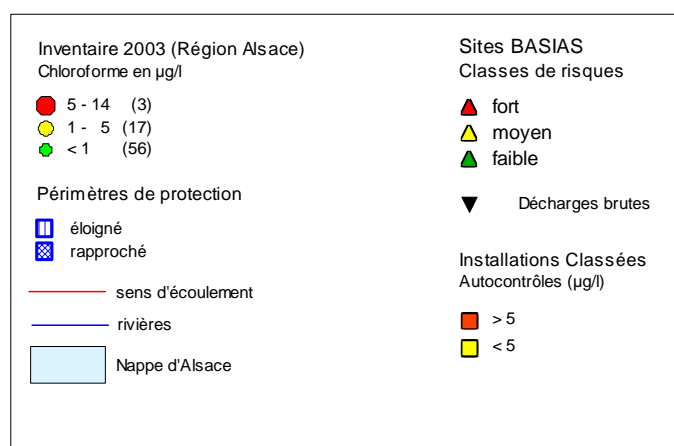 Inventaire 2003 (Région Alsace)
Chloroforme en µg/l
5 - 14 (3)
1 - 5 (17)
< 1 (56)
Périmètres de protection
éloigné
rapproché
sens d'écoulement
rivières
Nappe d'Alsace
Sites BASIAS
Classes de risques
fort
moyen
faible
Décharges brutes
Installations Classées
Autocontrôles (µg/l)
> 5
< 5